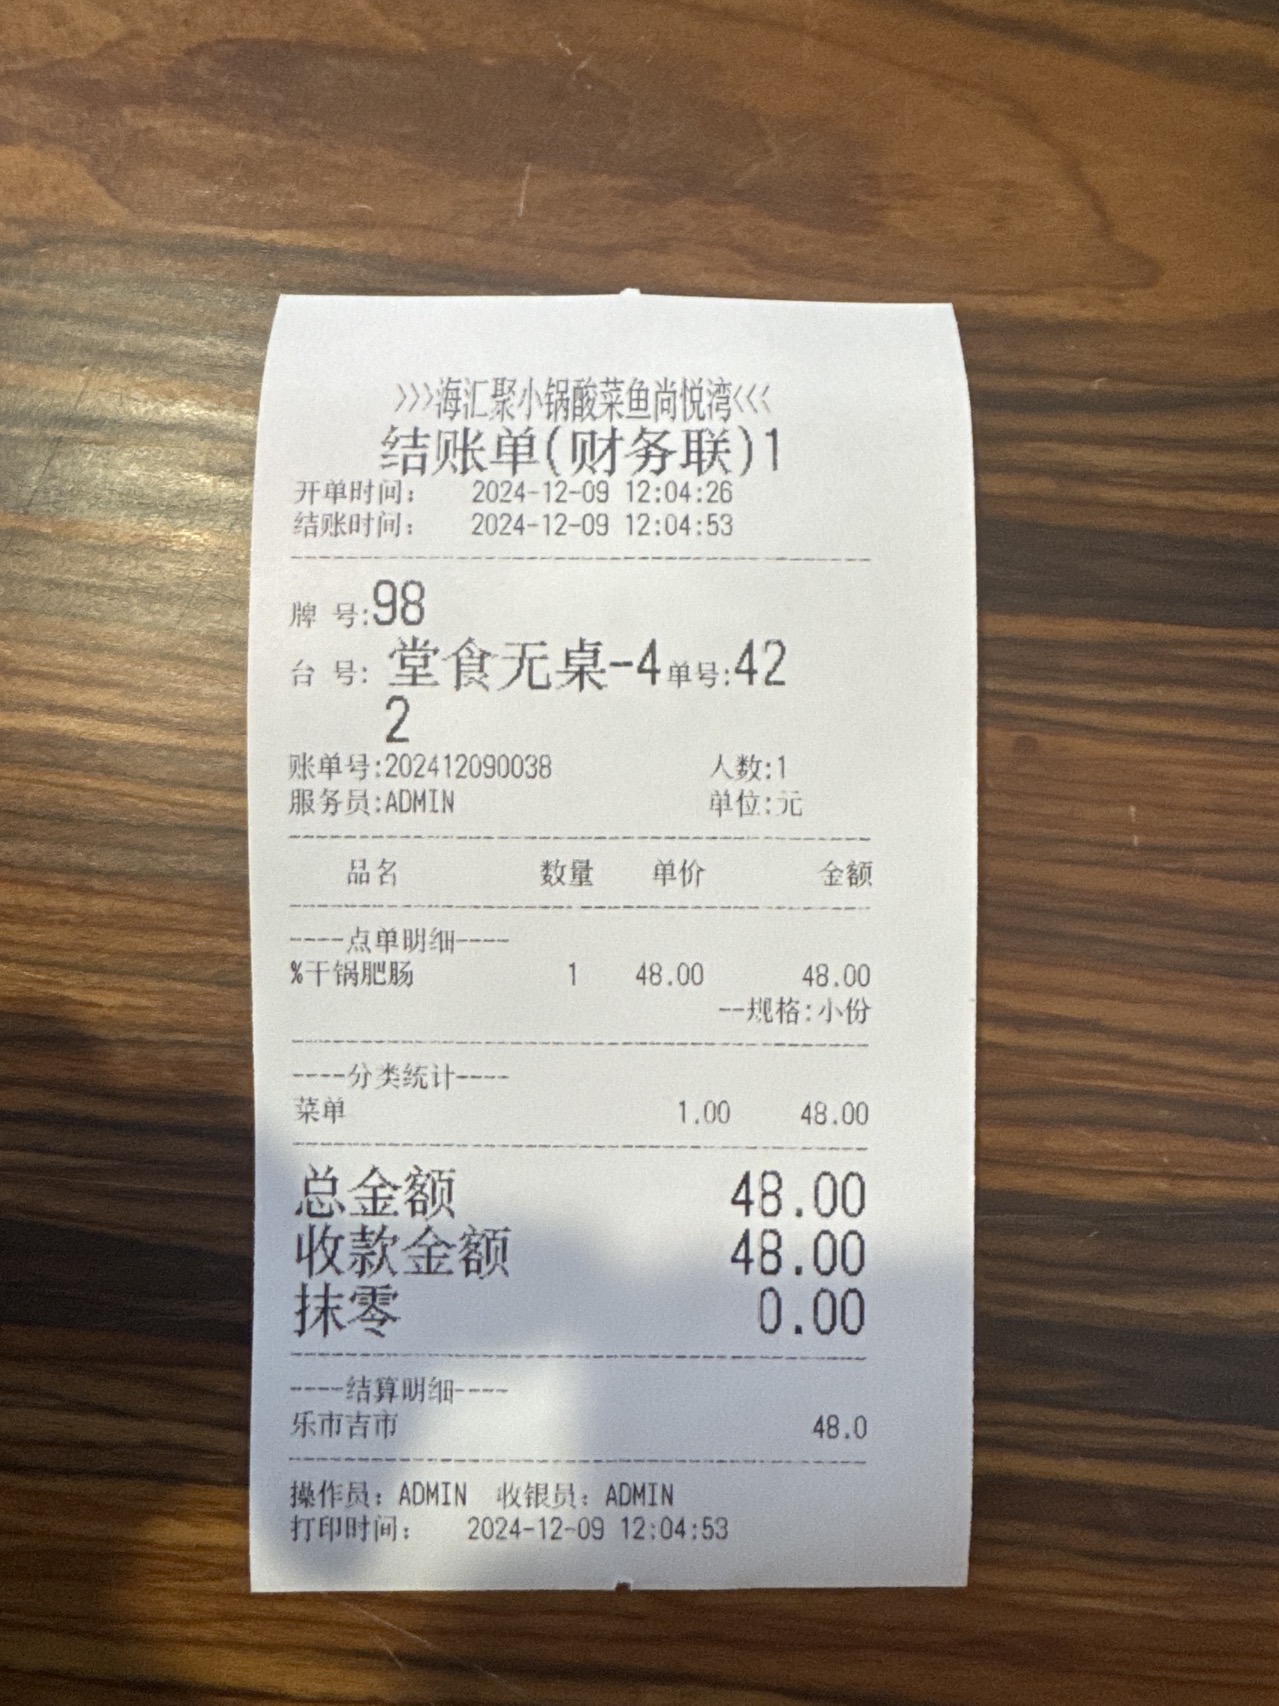 >>>海汇聚小锅酸菜鱼尚悦湾<<<
结账单(财务联)1
开单时间: 2024-12-09 12:04:26
结账时间: 2024-12-09 12:04:53
牌 号:98
台 号: 堂食无桌-4 单号:42
2
账单号:202412090038 人数:1
服务员:ADMIN 单位:元
品名 数量 单价 金额
----点单明细----
%干锅肥肠 1 48.00 48.00
--规格:小份
----分类统计----
菜单 1.00 48.00
总金额 48.00
收款金额 48.00
抹零 0.00
----结算明细----
乐市吉市 48.0
操作员: ADMIN 收银员: ADMIN
打印时间: 2024-12-09 12:04:53